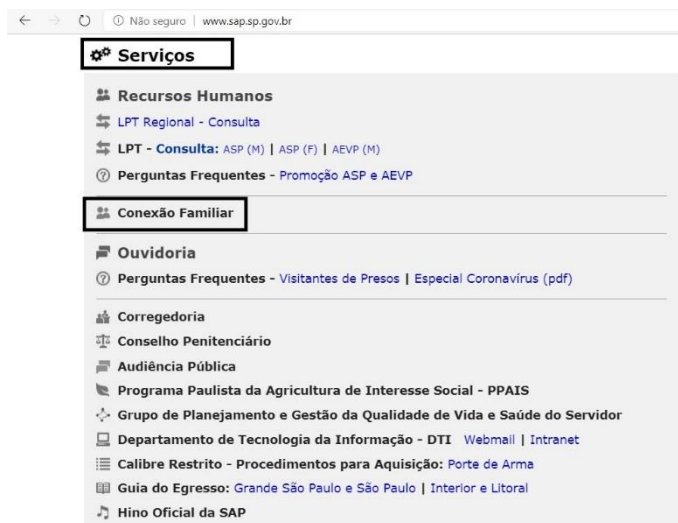 Não seguro | www.sap.sp.gov.br
Serviços
Recursos Humanos
LPT Regional - Consulta
LPT - Consulta: ASP (M) | ASP (F) | AEVP (M)
Perguntas Frequentes - Promoção ASP e AEVP
Conexão Familiar
Ouvidoria
Perguntas Frequentes - Visitantes de Presos | Especial Coronavírus (pdf)
Corregedoria
Conselho Penitenciário
Audiência Pública
Programa Paulista da Agricultura de Interesse Social - PPAIS
Grupo de Planejamento e Gestão da Qualidade de Vida e Saúde do Servidor
Departamento de Tecnologia da Informação - DTI Webmail | Intranet
Calibre Restrito - Procedimentos para Aquisição: Porte de Arma
Guia do Egresso: Grande São Paulo e São Paulo | Interior e Litoral
Hino Oficial da SAP